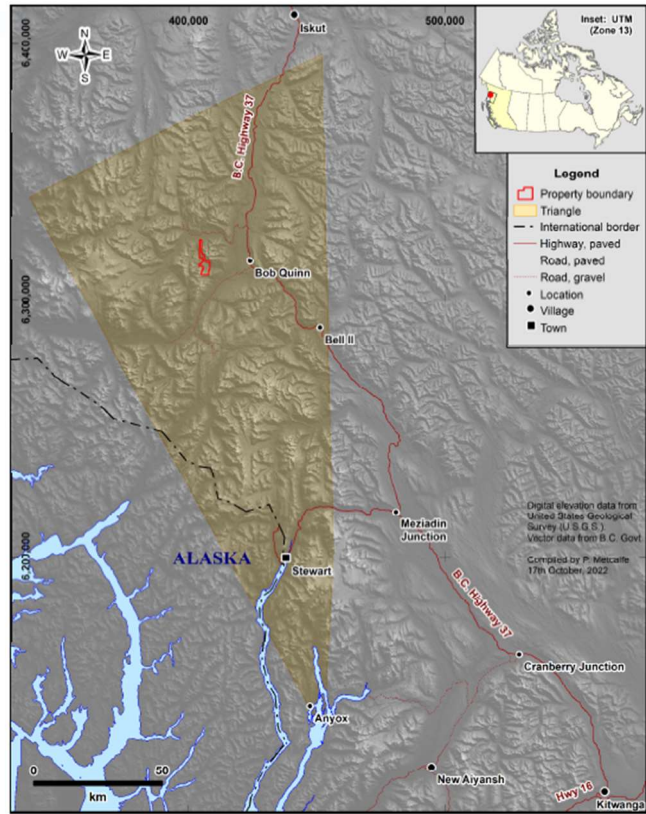 400,000
500,000
Iskut
Inset: UTM
(Zone 13)
6,400,000
N
W E
S
B.C. Highway 37
Legend
Property boundary
Triangle
International border
Highway, paved
Road, paved
Road, gravel
Location
Village
Town
Bob Quinn
6,300,000
Bell II
Meziadin
Junction
Digital elevation data from
United States Geological
Survey (U.S.G.S.).
Vector data from B.C. Govt.
Compiled by P. Metcalfe
17th October, 2022
6,200,000
ALASKA
Stewart
B.C. Highway 37
Cranberry Junction
Anyox
New Aiyansh
0 50
km
Hwy 16
Kitwanga